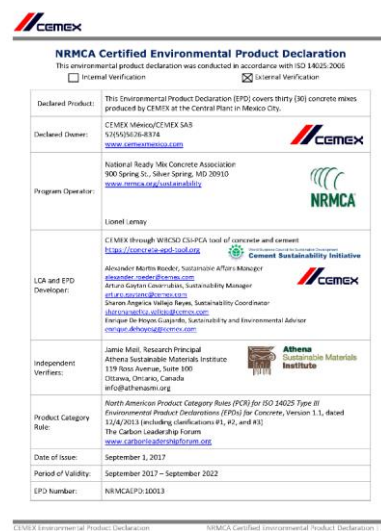 CEMEX
NRMCA Certified Environmental Product Declaration
This environmental product declaration was conducted in accordance with ISO 14025:2006
Internal Verification
External Verification
Declared Product:
This Environmental Product Declaration (EPD) covers thirty (30) concrete mixes
produced by CEMEX at the Central Plant in Mexico City.
Declared Owner:
CEMEX México/CEMEX SAB
52(55)5626-8374
www.cemexmexico.com
CEMEX
Program Operator:
National Ready Mix Concrete Association
900 Spring St., Silver Spring, MD 20910
www.nrmca.org/sustainability
Lionel Lemay
NRMCA
LCA and EPD
Developer:
CEMEX through WBCSD CSI-PCA tool of concrete and cement
https://concrete-epd-tool.org
Cement Sustainability Initiative
Alexander Martin Roeder, Sustainable Affairs Manager
alexander.roeder@cemex.com
Arturo Gaytan Covarrubias, Sustainability Manager
arturo.gaytanc@cemex.com
Sharon Angelica Vallejo Reyes, Sustainability Coordinator
sharonangelica.vallejo@cemex.com
Enrique De Hoyos Guajardo, Sustainability and Environmental Advisor
enrique.dehoyosg@cemex.com
CEMEX
Independent
Verifiers:
Jamie Meil, Research Principal
Athena Sustainable Materials Institute
119 Ross Avenue, Suite 100
Ottawa, Ontario, Canada
info@athenasmi.org
Athena
Sustainable Materials
Institute
Product Category
Rule:
North American Product Category Rules (PCR) for ISO 14025 Type III
Environmental Product Declarations (EPDs) for Concrete, Version 1.1, dated
12/4/2013 (including clarifications #1, #2, and #3)
The Carbon Leadership Forum
www.carbonleadershipforum.org
Date of Issue:
September 1, 2017
Period of Validity:
September 2017 – September 2022
EPD Number:
NRMCAEPD:10013
CEMEX Environmental Product Declaration
NRMCA Certified Environmental Product Declaration